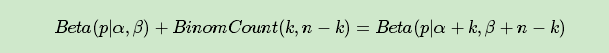 Beta(p|α, β) + BinomCount(k, n − k) = Beta(p|α + k, β + n − k)